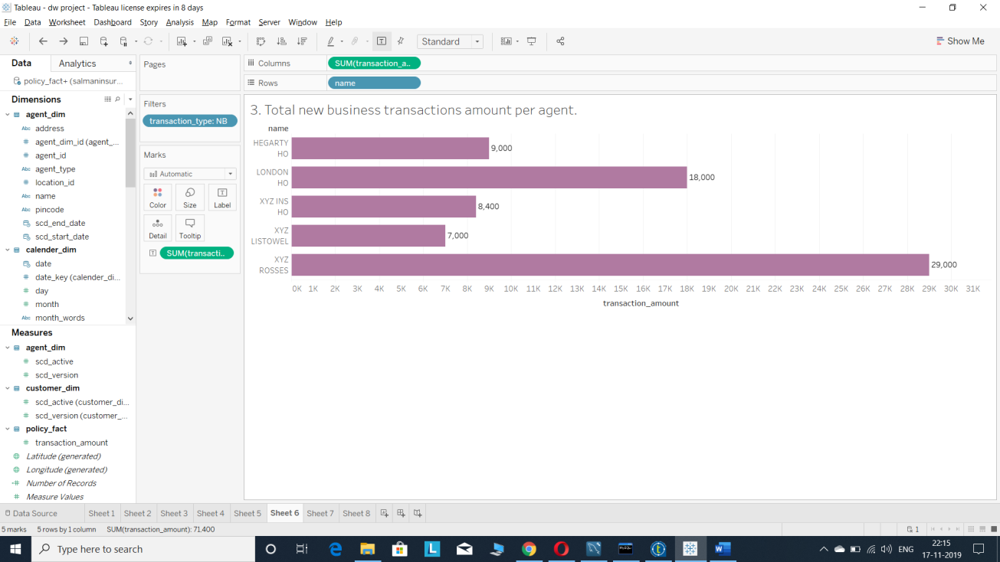 Tableau - dw project - Tableau license expires in 8 days
File Data Worksheet Dashboard Story Analysis Map Format Server Window Help
Standard
Show Me
Data Analytics
policy_fact+ (salmaninsur...
Dimensions
agent_dim
Abc address
# agent_dim_id (agent_...
# agent_id
Abc agent_type
# location_id
Abc name
Abc pincode
scd_end_date
scd_start_date
calender_dim
date
# date_key (calender_di...
# day
# month
Abc month_words
Measures
agent_dim
# scd_active
# scd_version
customer_dim
# scd_active (customer_di...
# scd_version (customer_...
policy_fact
# transaction_amount
Latitude (generated)
Longitude (generated)
Number of Records
# Measure Values
Pages
Filters
transaction_type: NB
Marks
Automatic
Color Size Label
Detail Tooltip
SUM(transacti..
Columns SUM(transaction_a..
Rows name
3. Total new business transactions amount per agent.
name
HEGARTY
HO
9,000
LONDON
HO
18,000
XYZ INS
HO
8,400
XYZ
LISTOWEL
7,000
XYZ
ROSSES
29,000
0K 1K 2K 3K 4K 5K 6K 7K 8K 9K 10K 11K 12K 13K 14K 15K 16K 17K 18K 19K 20K 21K 22K 23K 24K 25K 26K 27K 28K 29K 30K 31K
transaction_amount
Data Source Sheet 1 Sheet 2 Sheet 3 Sheet 4 Sheet 5 Sheet 6 Sheet 7 Sheet 8
5 marks 5 rows by 1 column SUM(transaction_amount): 71.400
1
Type here to search
ENG
22:15
17-11-2019